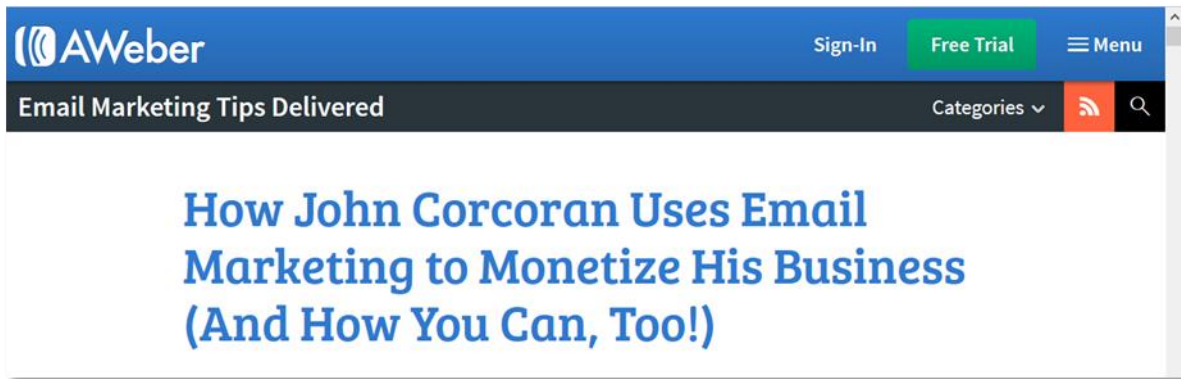 AWeber
Sign-In
Free Trial
Menu
Email Marketing Tips Delivered
Categories
How John Corcoran Uses Email
Marketing to Monetize His Business
(And How You Can, Too!)